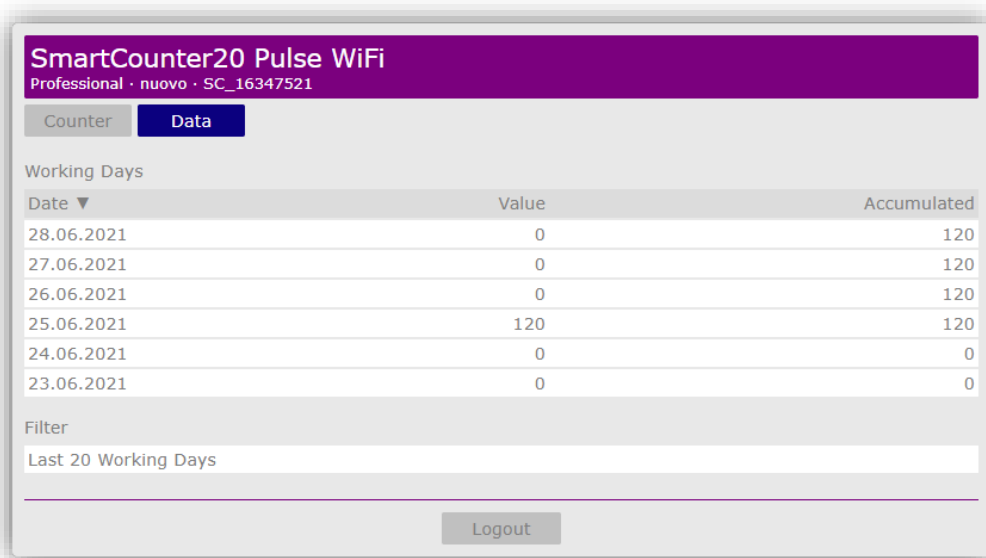 SmartCounter20 Pulse WiFi
Professional · nuovo · SC_16347521
Counter Data
Working Days
Date ▼ Value Accumulated
28.06.2021 0 120
27.06.2021 0 120
26.06.2021 0 120
25.06.2021 120 120
24.06.2021 0 0
23.06.2021 0 0
Filter
Last 20 Working Days
Logout